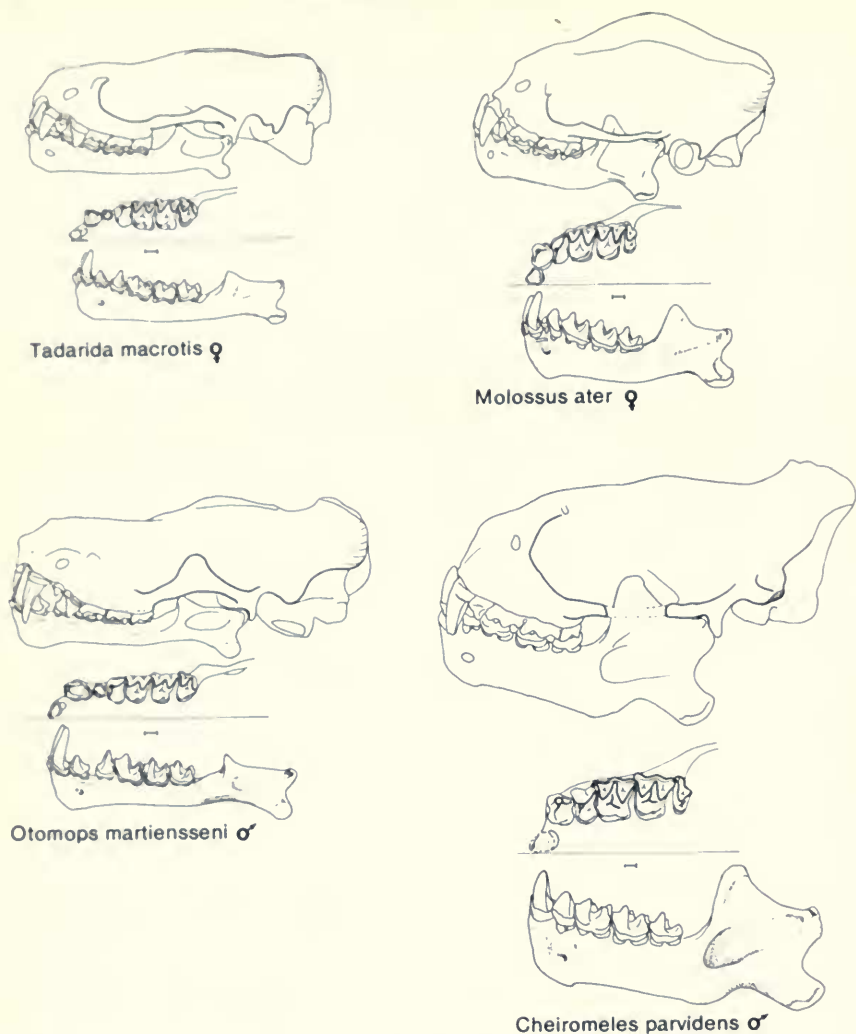 Tadarida macrotis ♀
Molossus ater ♀
Otomops martiensseni ♂
Cheiromeles parvidens ♂